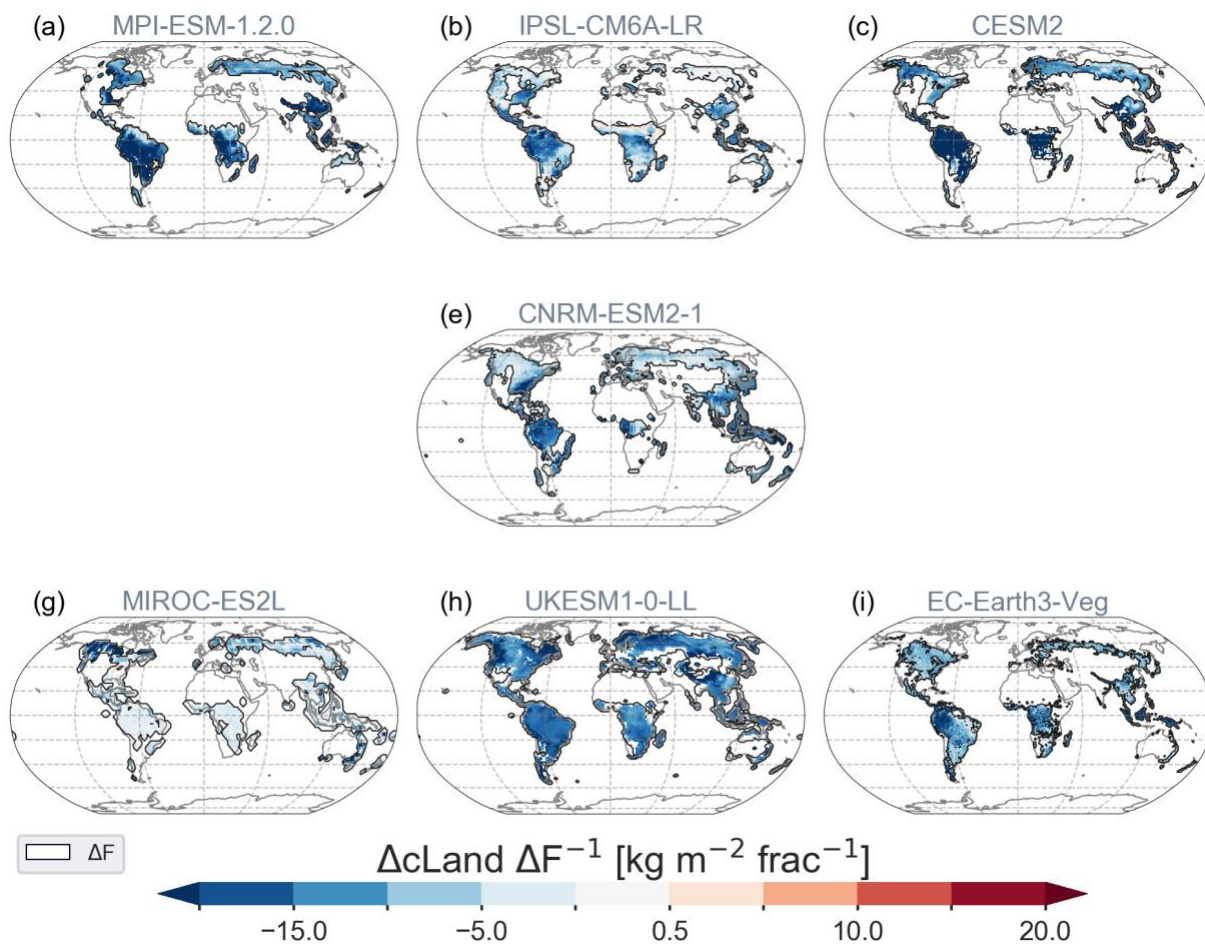 (a) MPI-ESM-1.2.0
(b) IPSL-CM6A-LR
(c) CESM2
(e) CNRM-ESM2-1
(g) MIROC-ES2L
(h) UKESM1-0-LL
(i) EC-Earth3-Veg
ΔF
ΔcLand ΔF⁻¹ [kg m⁻² frac⁻¹]
−15.0 −5.0 0.5 10.0 20.0